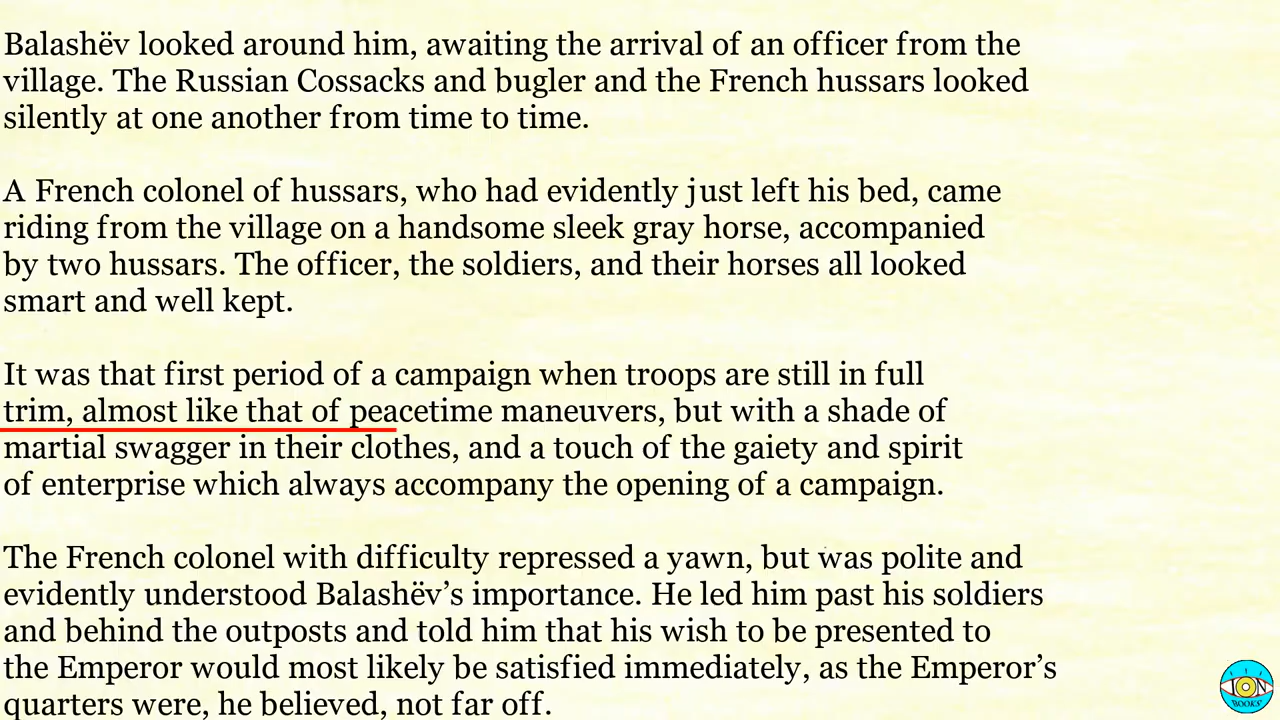 Balashëv looked around him, awaiting the arrival of an officer from the
village. The Russian Cossacks and bugler and the French hussars looked
silently at one another from time to time.
A French colonel of hussars, who had evidently just left his bed, came
riding from the village on a handsome sleek gray horse, accompanied
by two hussars. The officer, the soldiers, and their horses all looked
smart and well kept.
It was that first period of a campaign when troops are still in full
trim, almost like that of peacetime maneuvers, but with a shade of
martial swagger in their clothes, and a touch of the gaiety and spirit
of enterprise which always accompany the opening of a campaign.
The French colonel with difficulty repressed a yawn, but was polite and
evidently understood Balashëv’s importance. He led him past his soldiers
and behind the outposts and told him that his wish to be presented to
the Emperor would most likely be satisfied immediately, as the Emperor’s
quarters were, he believed, not far off.
ION
BOOKS